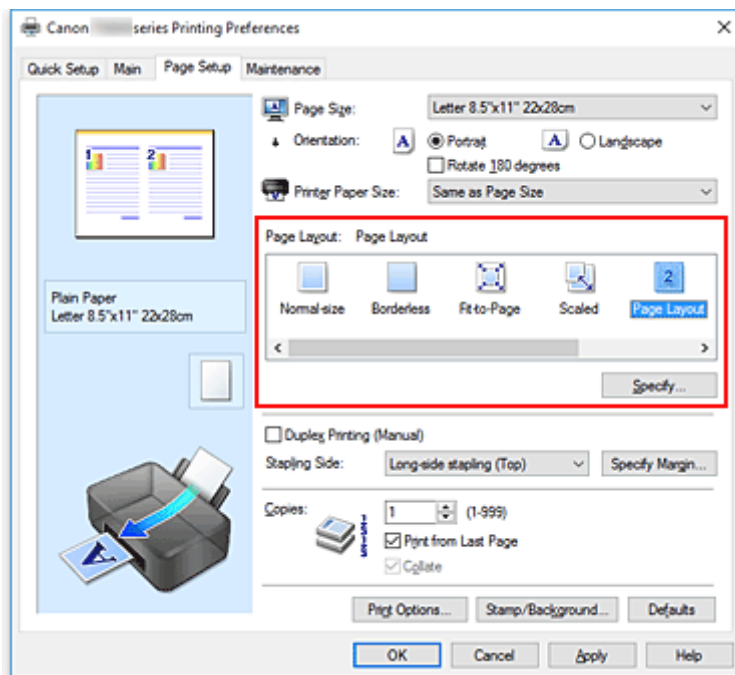 Canon series Printing Preferences
Quick Setup Main Page Setup Maintenance
1 2
Page Size: Letter 8.5"x11" 22x28cm
Orientation: A Portrait A Landscape
Rotate 180 degrees
Printer Paper Size: Same as Page Size
Page Layout: Page Layout
2
Normal-size Borderless Fit-to-Page Scaled Page Layout
Plain Paper
Letter 8.5"x11" 22x28cm
Specify...
Duplex Printing (Manual)
Stapling Side: Long-side stapling (Top) Specify Margin...
Copies: 1 (1-999)
Print from Last Page
Collate
A
Print Options... Stamp/Background... Defaults
OK Cancel Apply Help